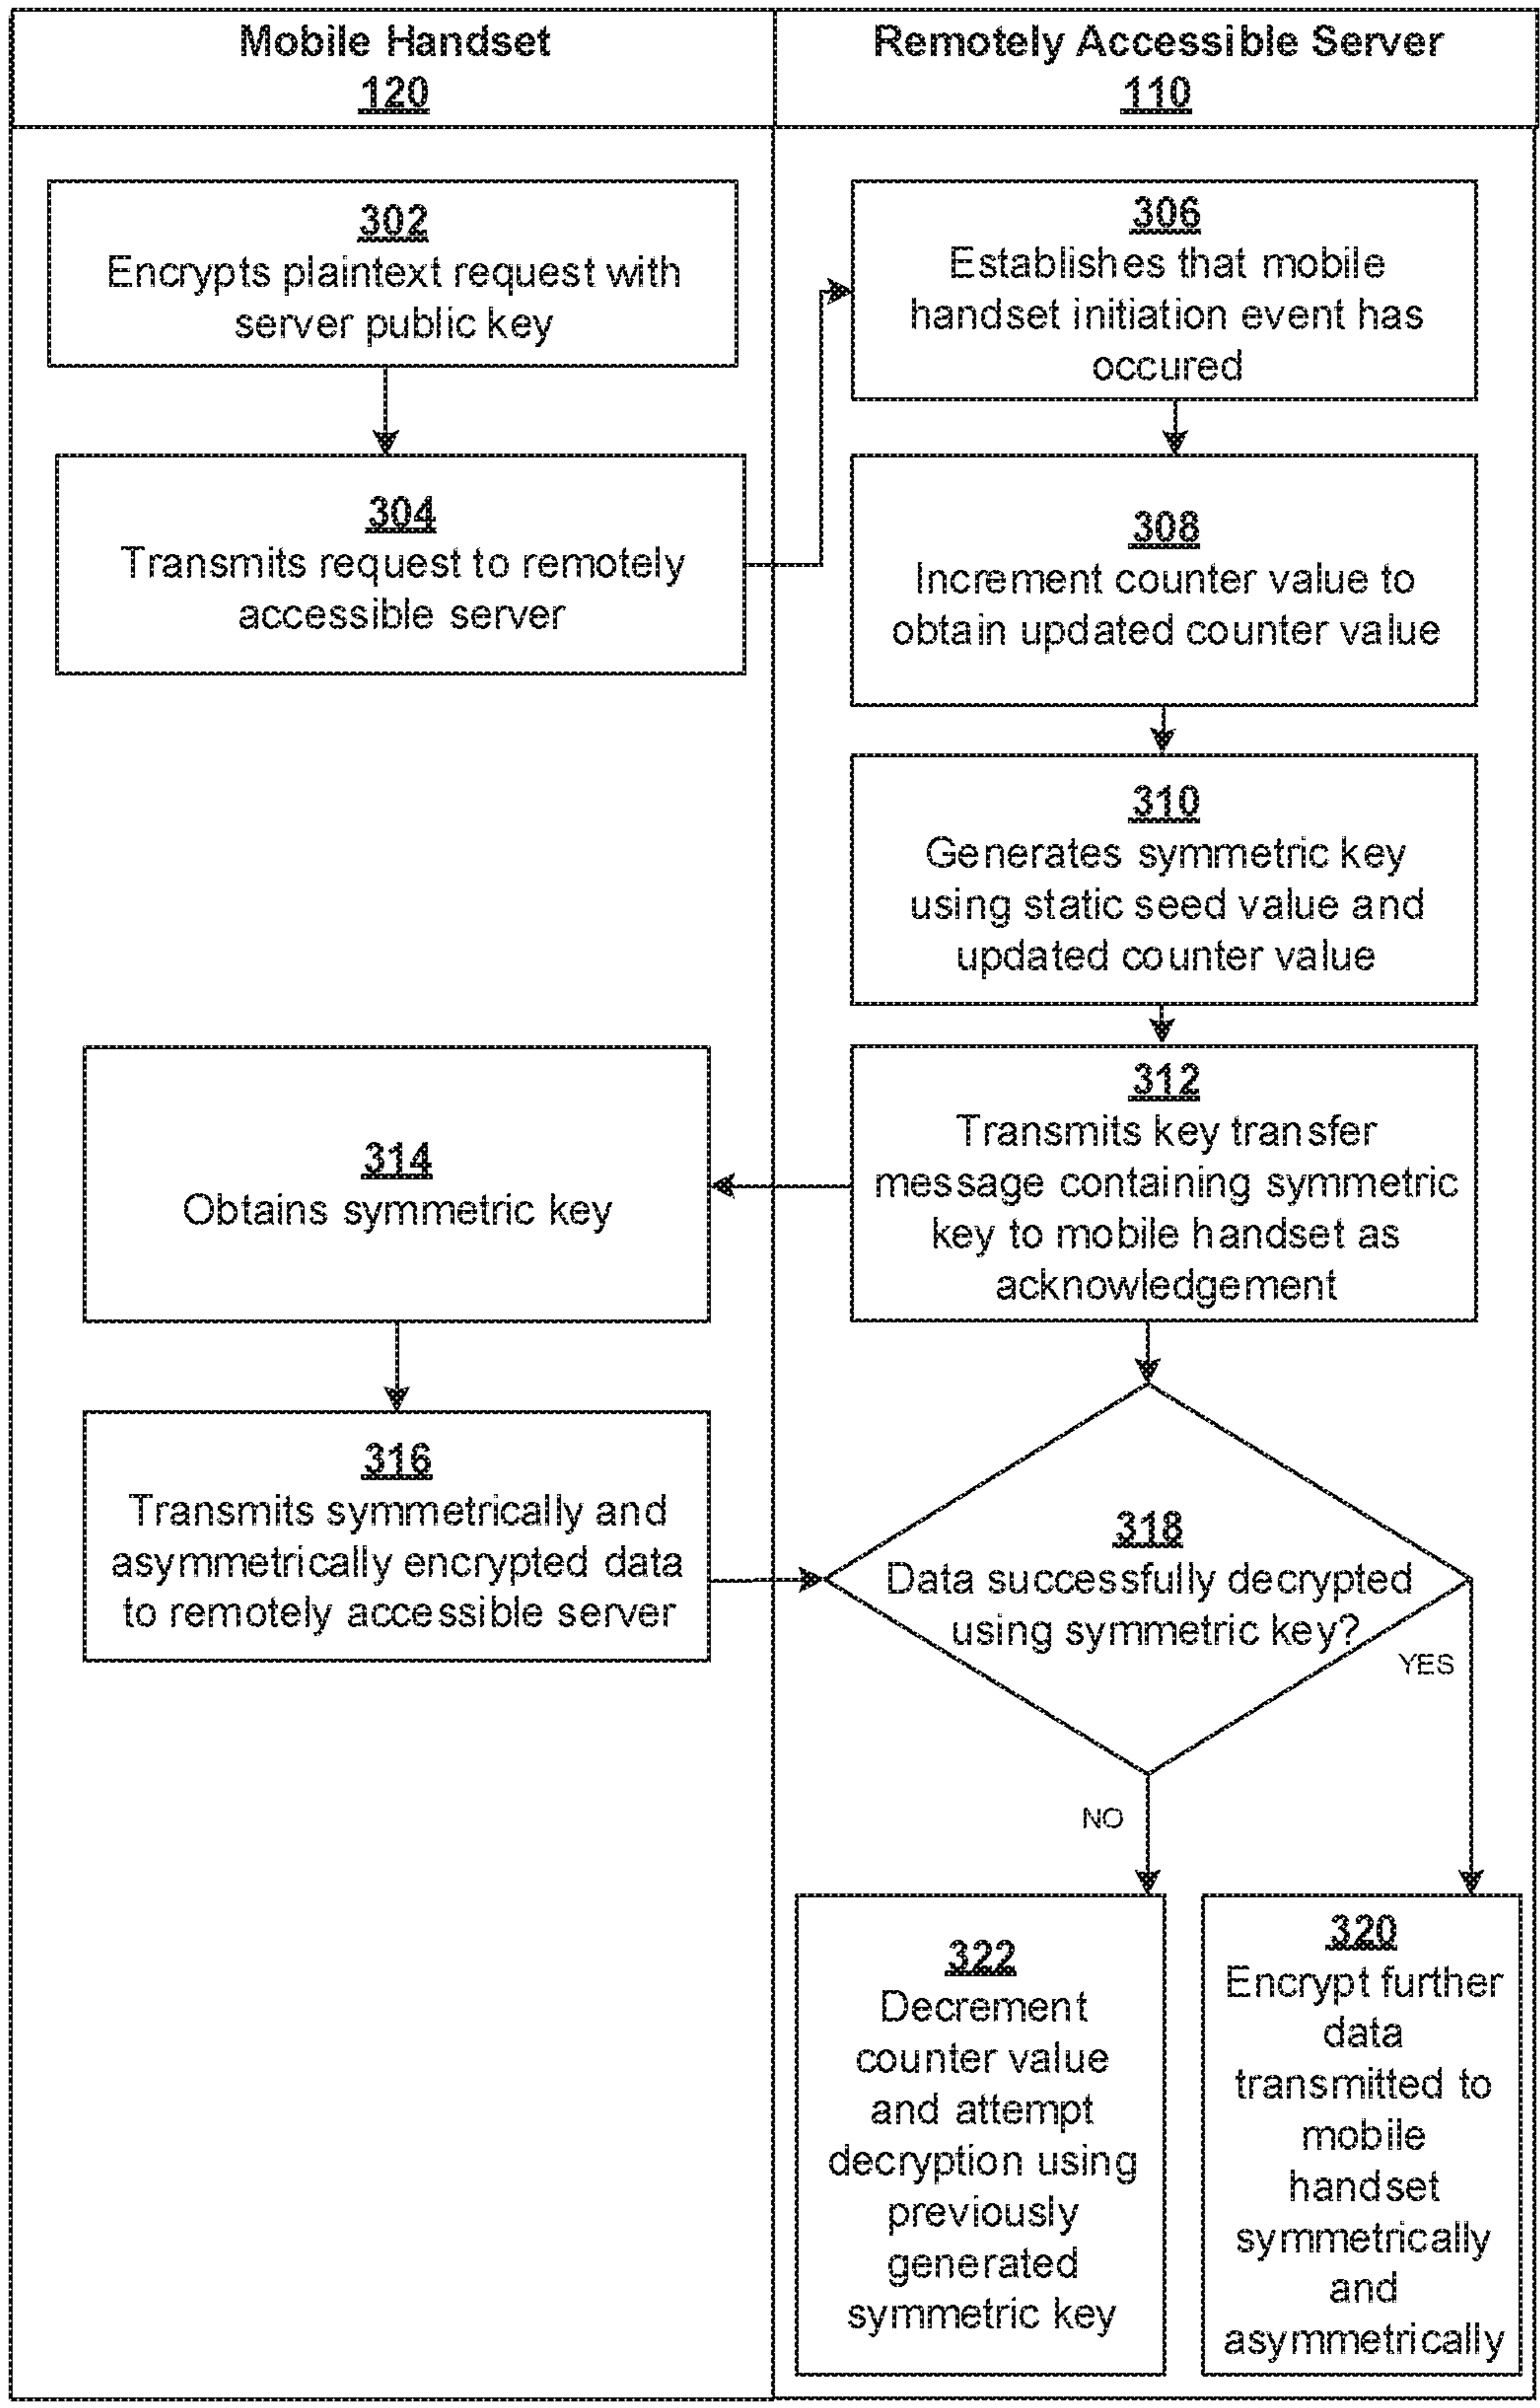 Mobile Handset
120
Remotely Accessible Server
110
302
Encrypts plaintext request with
server public key
304
Transmits request to remotely
accessible server
306
Establishes that mobile
handset initiation event has
occured
308
Increment counter value to
obtain updated counter value
310
Generates symmetric key
using static seed value and
updated counter value
312
Transmits key transfer
message containing symmetric
key to mobile handset as
acknowledgement
314
Obtains symmetric key
316
Transmits symmetrically and
asymmetrically encrypted data
to remotely accessible server
318
Data successfully decrypted
using symmetric key?
YES
NO
322
Decrement
counter value
and attempt
decryption using
previously
generated
symmetric key
320
Encrypt further
data
transmitted to
mobile
handset
symmetrically
and
asymmetrically